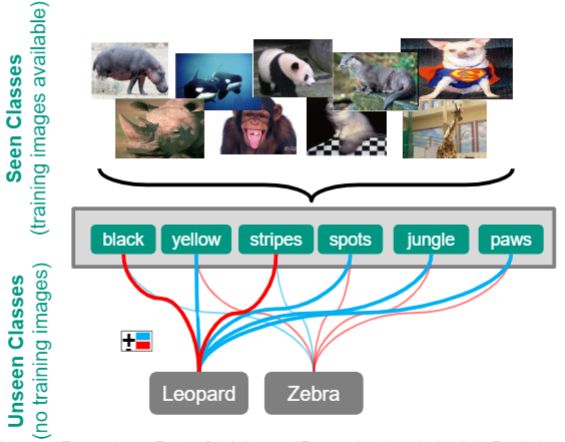 Seen Classes
(training images available)
black yellow stripes spots jungle paws
Unseen Classes
(no training images)
+
-
Leopard Zebra